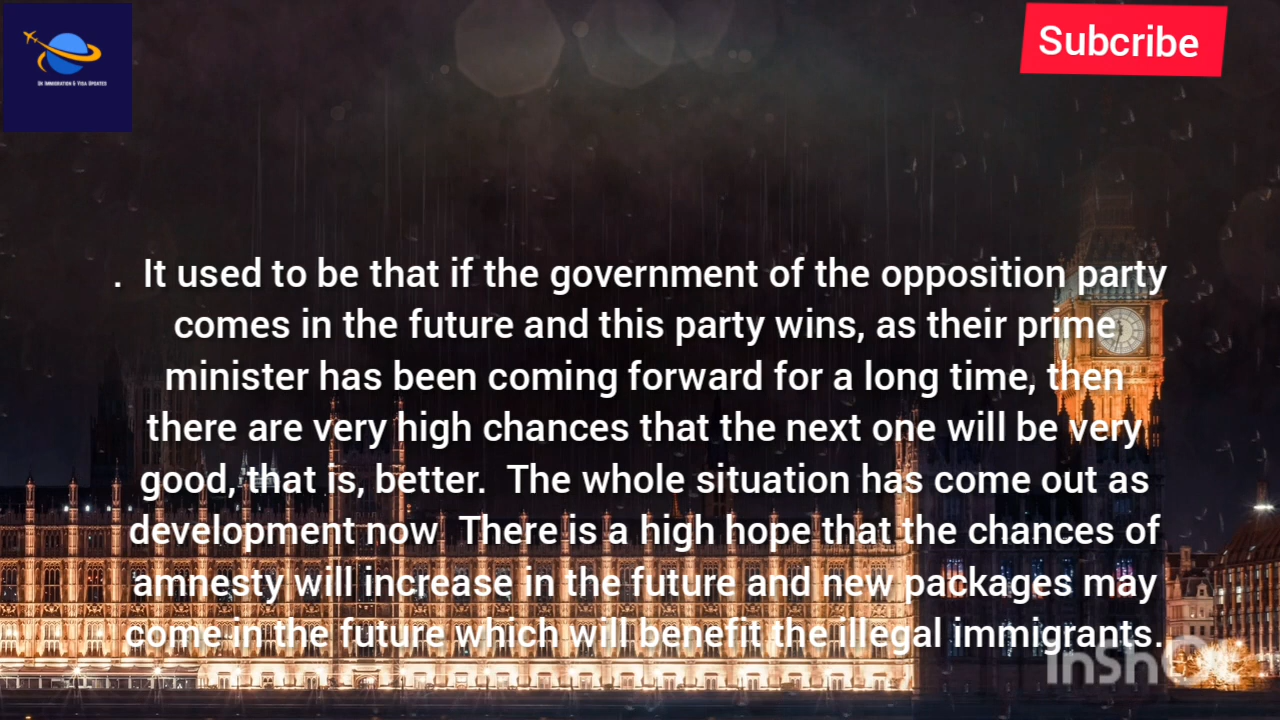 UK IMMIGRATION & VISA UPDATES
Subcribe
. It used to be that if the government of the opposition party
comes in the future and this party wins, as their prime
minister has been coming forward for a long time, then
there are very high chances that the next one will be very
good, that is, better. The whole situation has come out as
development now There is a high hope that the chances of
amnesty will increase in the future and new packages may
come in the future which will benefit the illegal immigrants.
InShOt